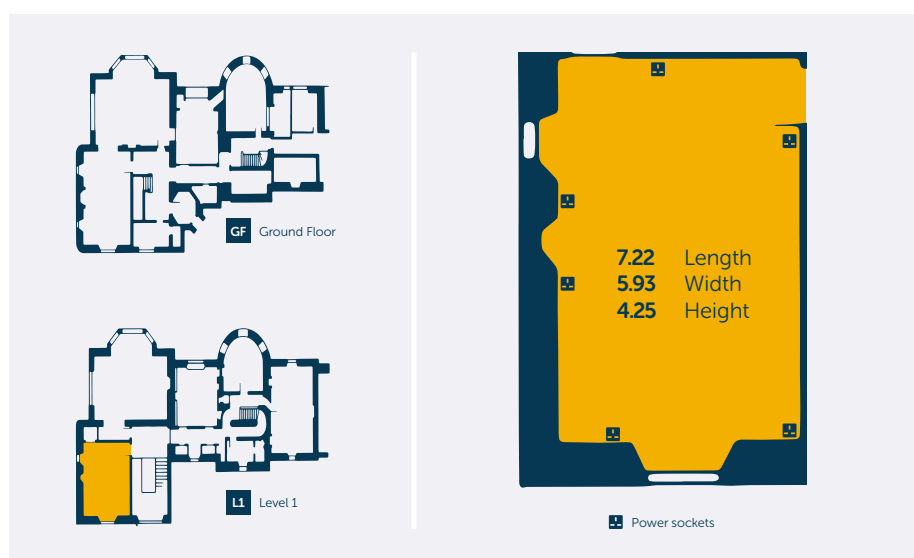 GF Ground Floor
L1 Level 1
7.22 Length
5.93 Width
4.25 Height
Power sockets